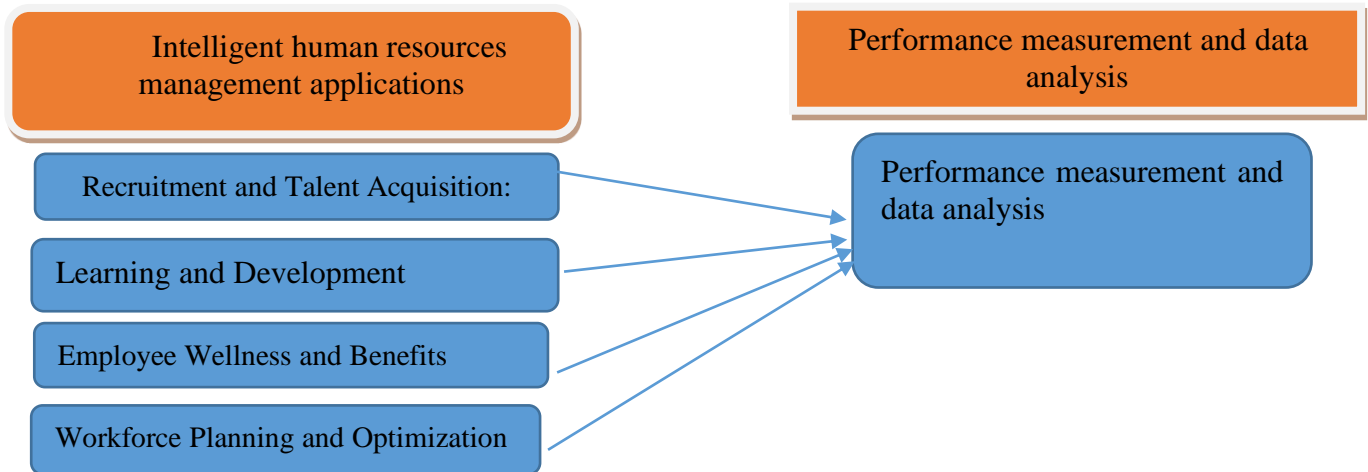 Intelligent human resources
management applications
Performance measurement and data
analysis
Recruitment and Talent Acquisition:
Learning and Development
Employee Wellness and Benefits
Workforce Planning and Optimization
Performance measurement and
data analysis